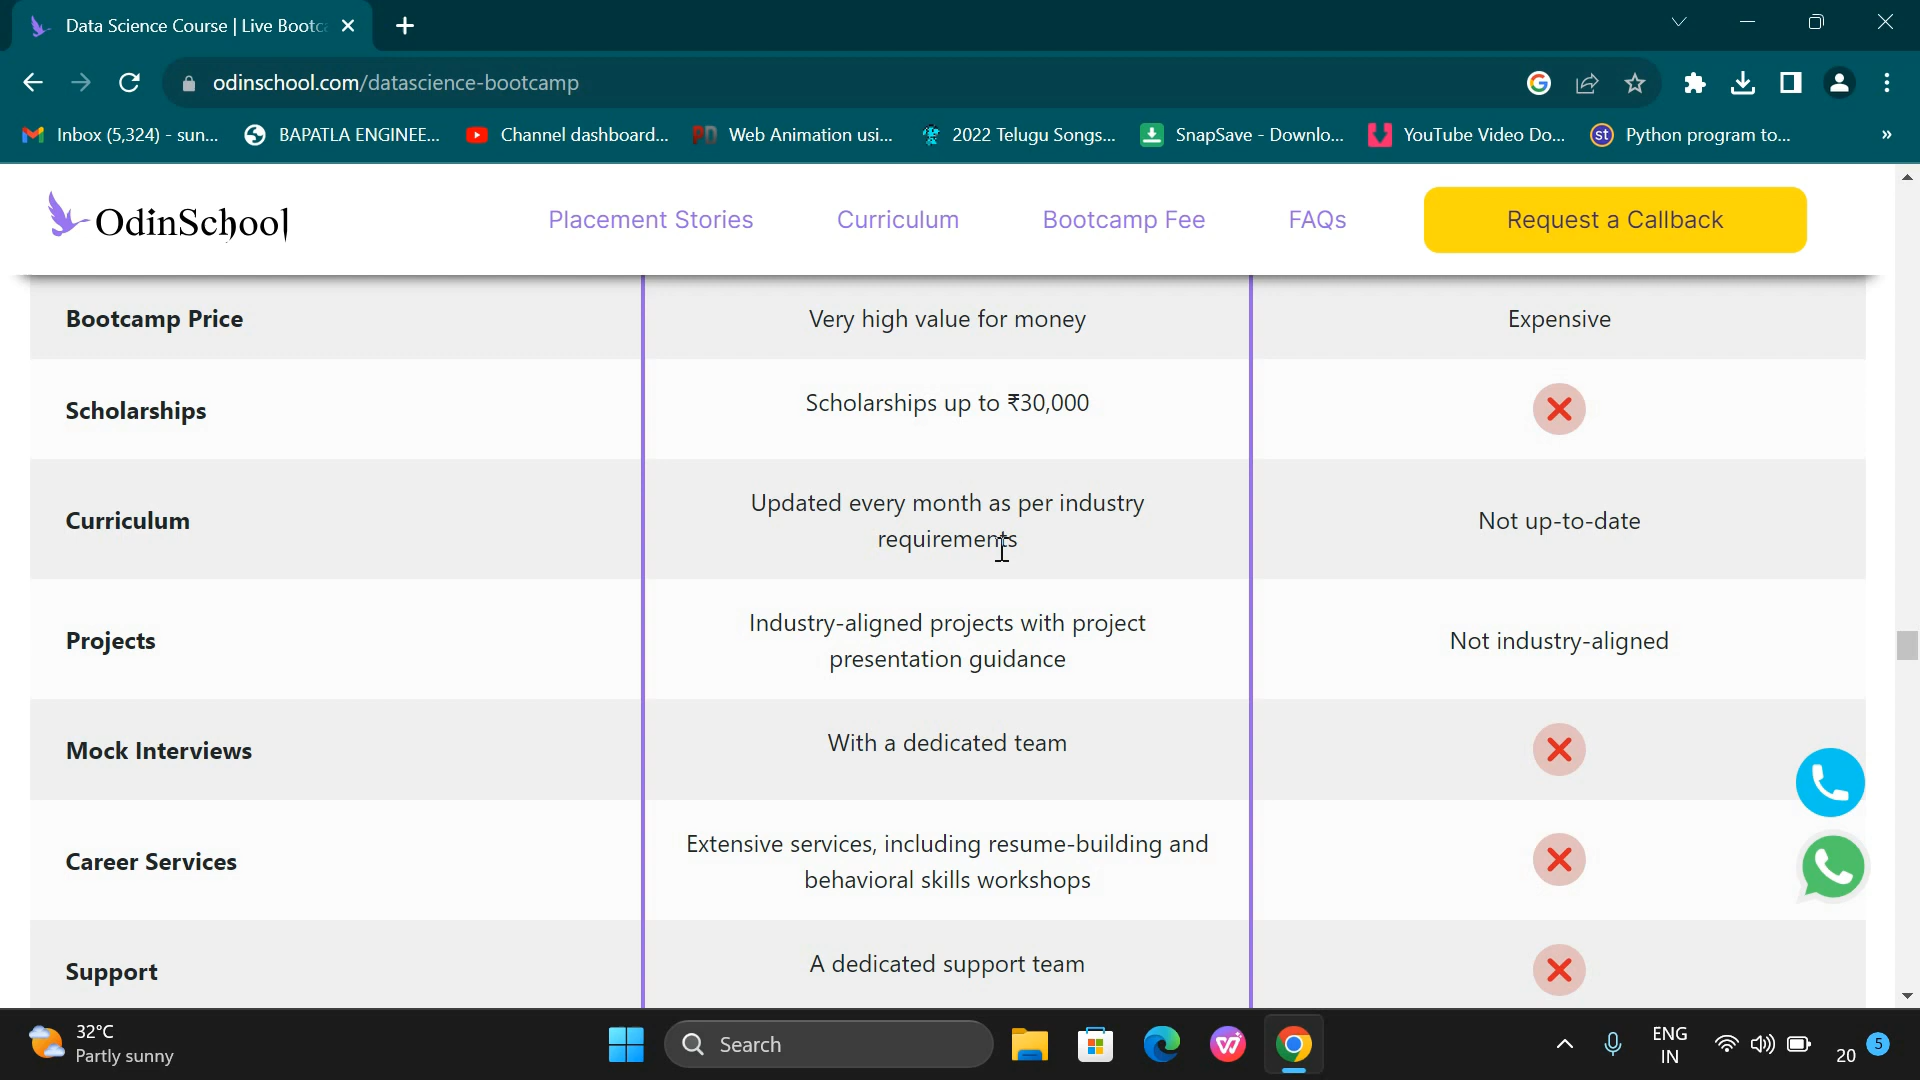 Data Science Course | Live Bootc
odinschool.com/datascience-bootcamp
Inbox (5,324) - sun...
BAPATLA ENGINEE...
Channel dashboard...
PD
Web Animation usi...
2022 Telugu Songs...
SnapSave - Downlo...
YouTube Video Do...
st
Python program to...
»
OdinSchool
Placement Stories
Curriculum
Bootcamp Fee
FAQs
Request a Callback
Bootcamp Price
Very high value for money
Expensive
Scholarships
Scholarships up to ₹30,000
Curriculum
Updated every month as per industry
requirements
Not up-to-date
Projects
Industry-aligned projects with project
presentation guidance
Not industry-aligned
Mock Interviews
With a dedicated team
Career Services
Extensive services, including resume-building and
behavioral skills workshops
Support
A dedicated support team
32°C
Partly sunny
Search
ENG
IN
20
5